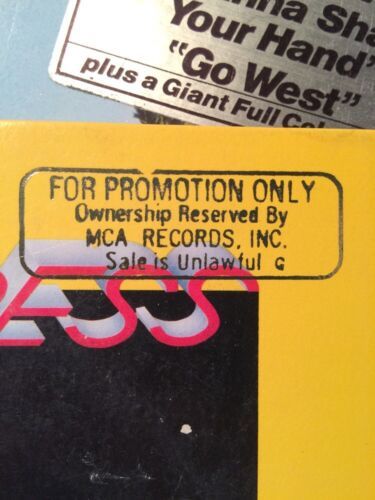 Your Hand"
"Go West"
plus a Giant Full
FOR PROMOTION ONLY
Ownership Reserved By
MCA RECORDS, INC.
Sale is Unlawful G
ESS